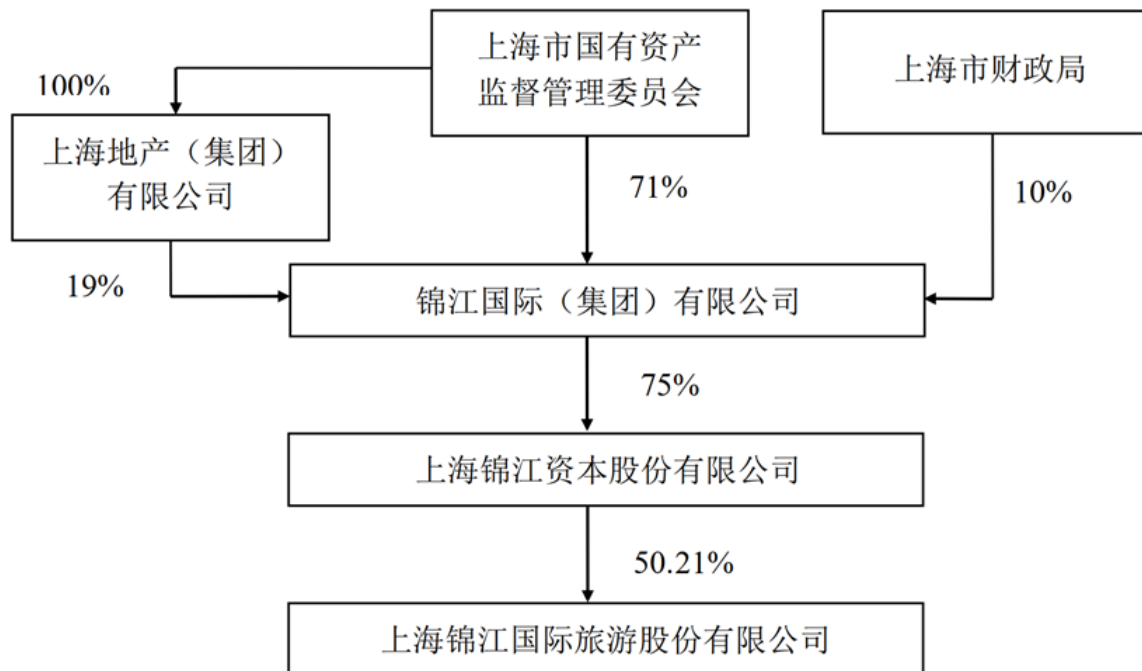 上海市国有资产
监督管理委员会
上海市财政局
100%
上海地产（集团）
有限公司
71%
10%
19%
锦江国际（集团）有限公司
75%
上海锦江资本股份有限公司
50.21%
上海锦江国际旅游股份有限公司